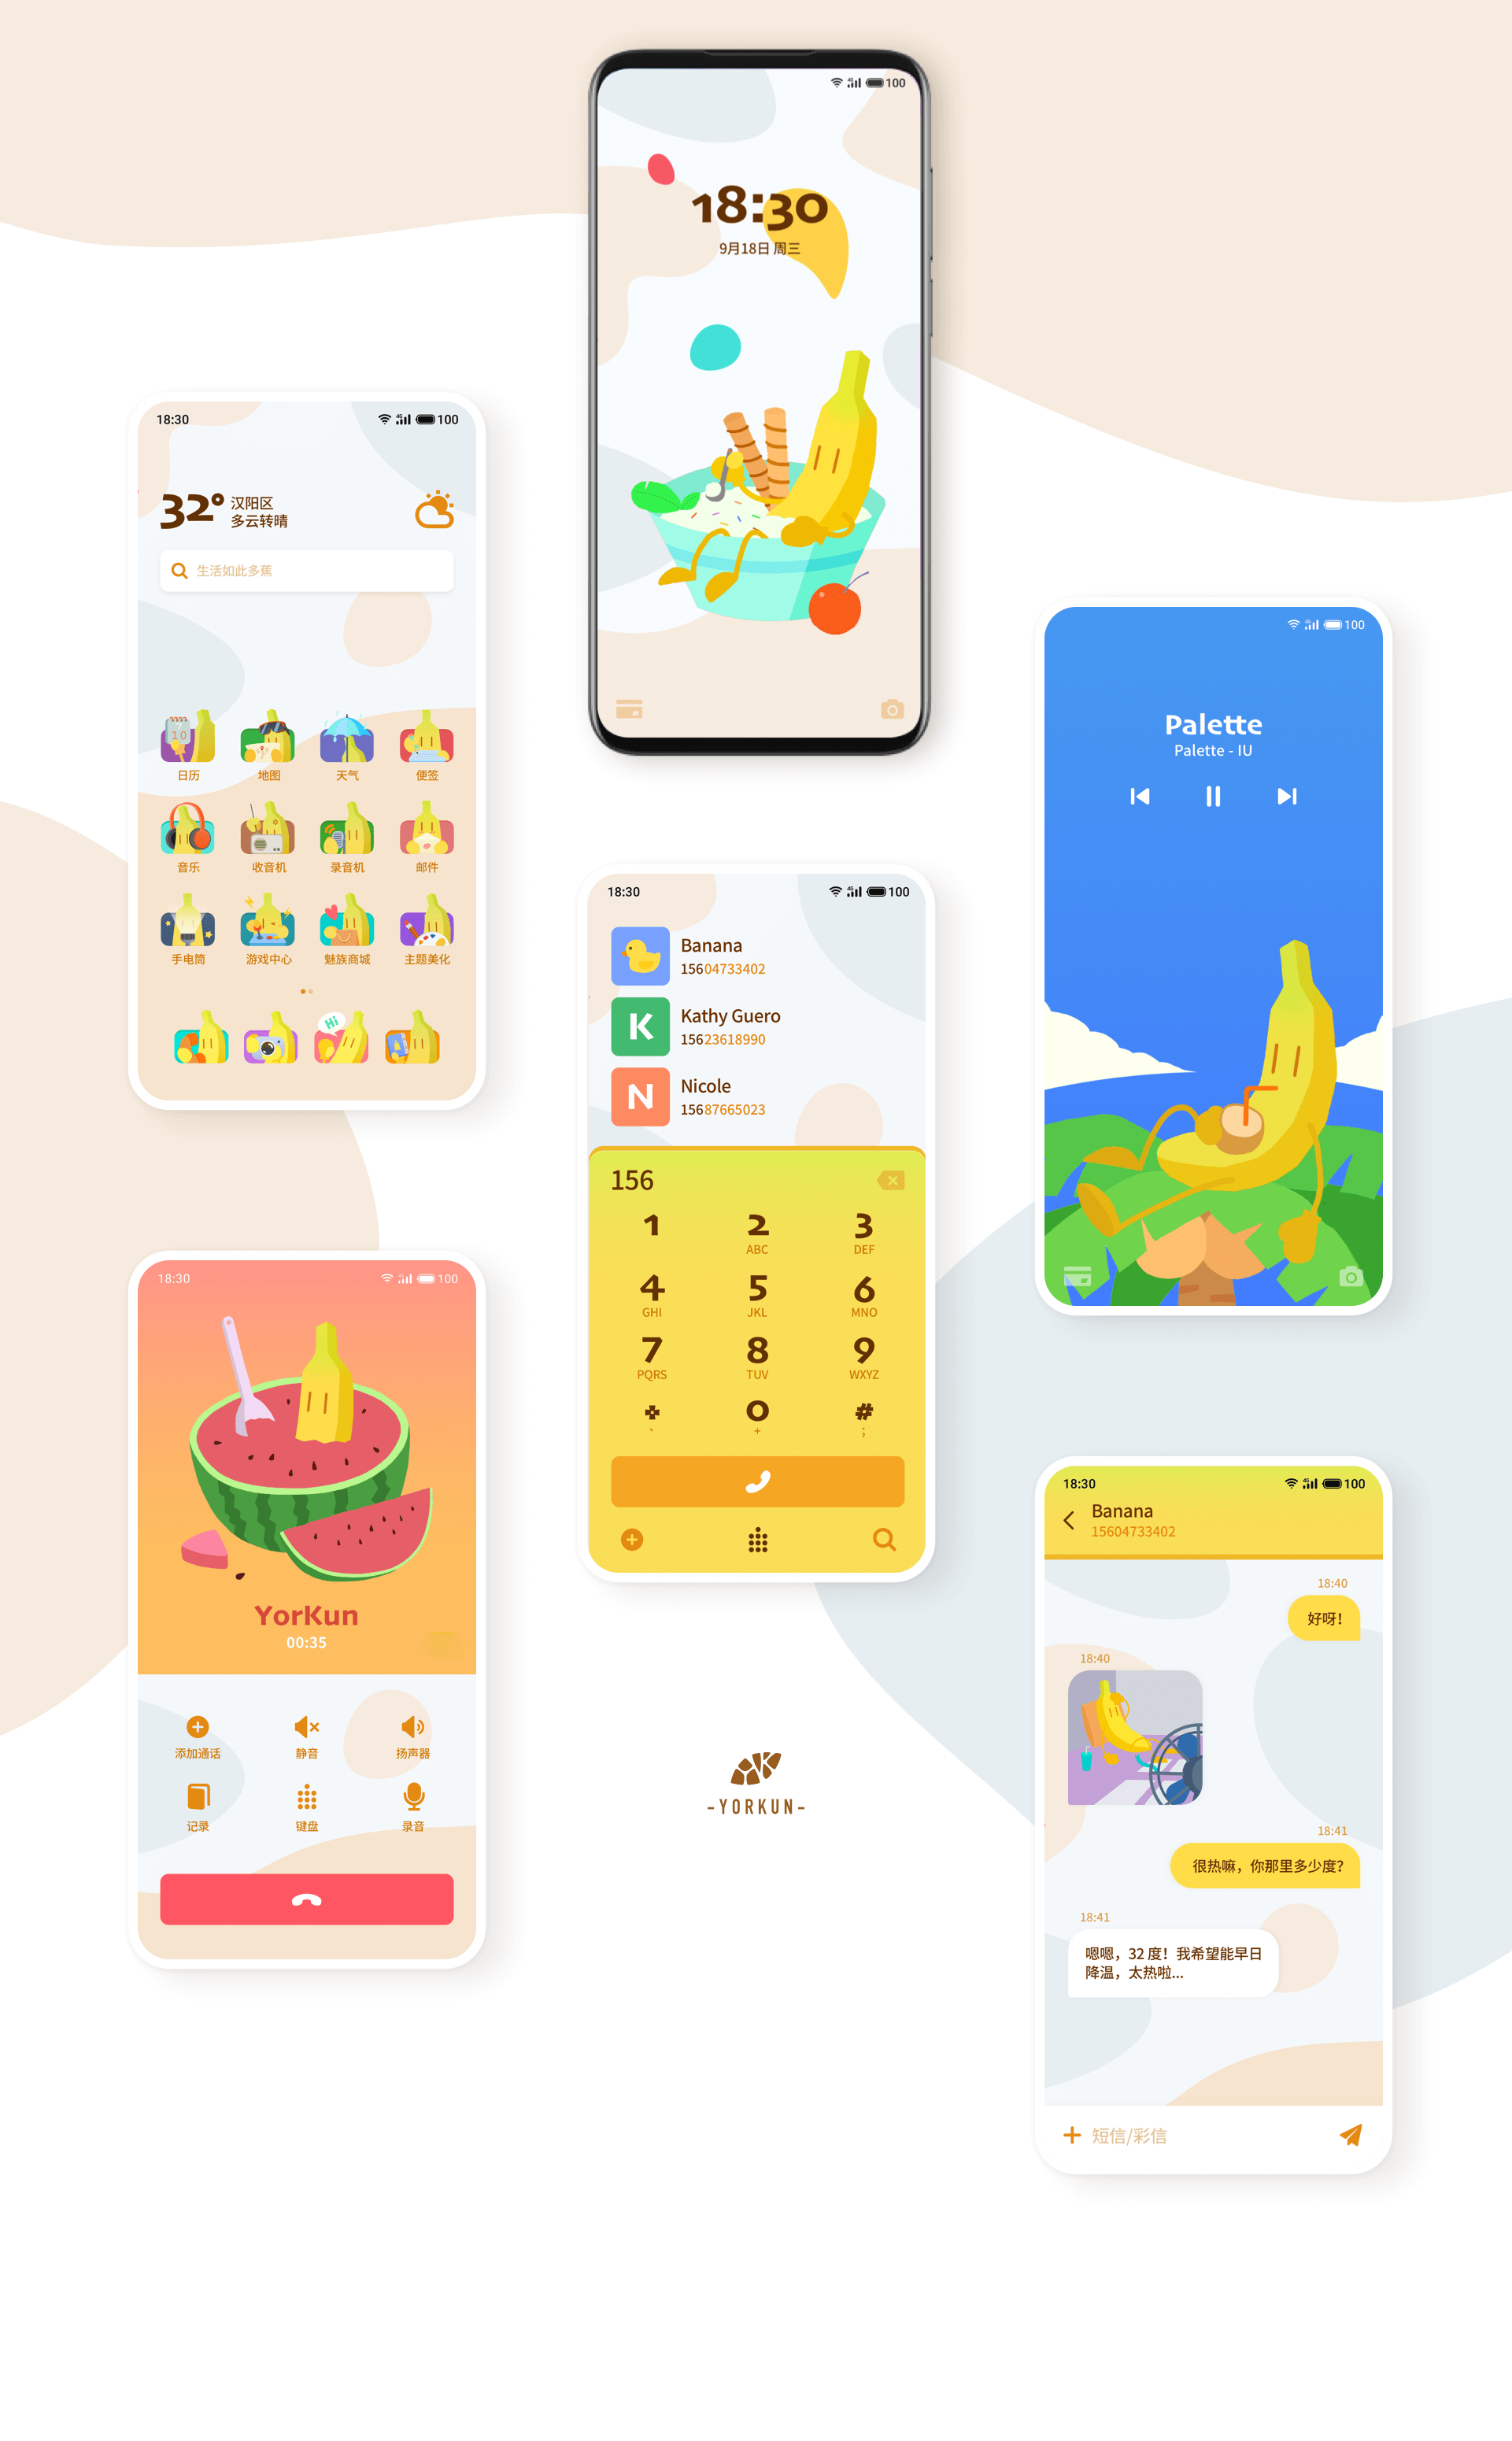 100
18:30
9月18日 周三
18:30
100
32°
汉阳区
多云转晴
生活如此多蕉
7
10
日历
地图
天气
便签
音乐
收音机
录音机
邮件
手电筒
游戏中心
魅族商城
主题美化
Hi
100
Palette
Palette - IU
18:30
100
Banana
15604733402
K
Kathy Guero
15623618990
N
Nicole
15687665023
156
1
2
3
ABC
DEF
4
5
6
GHI
JKL
MNO
7
8
9
PQRS
TUV
WXYZ
*
0
#
、
+
;
18:30
100
YorKun
00:35
添加通话
静音
扬声器
记录
键盘
录音
18:30
100
Banana
15604733402
18:40
好呀!
18:40
18:41
很热嘛，你那里多少度?
18:41
嗯嗯，32 度！我希望能早日
降温，太热啦...
短信/彩信
-YORKUN-